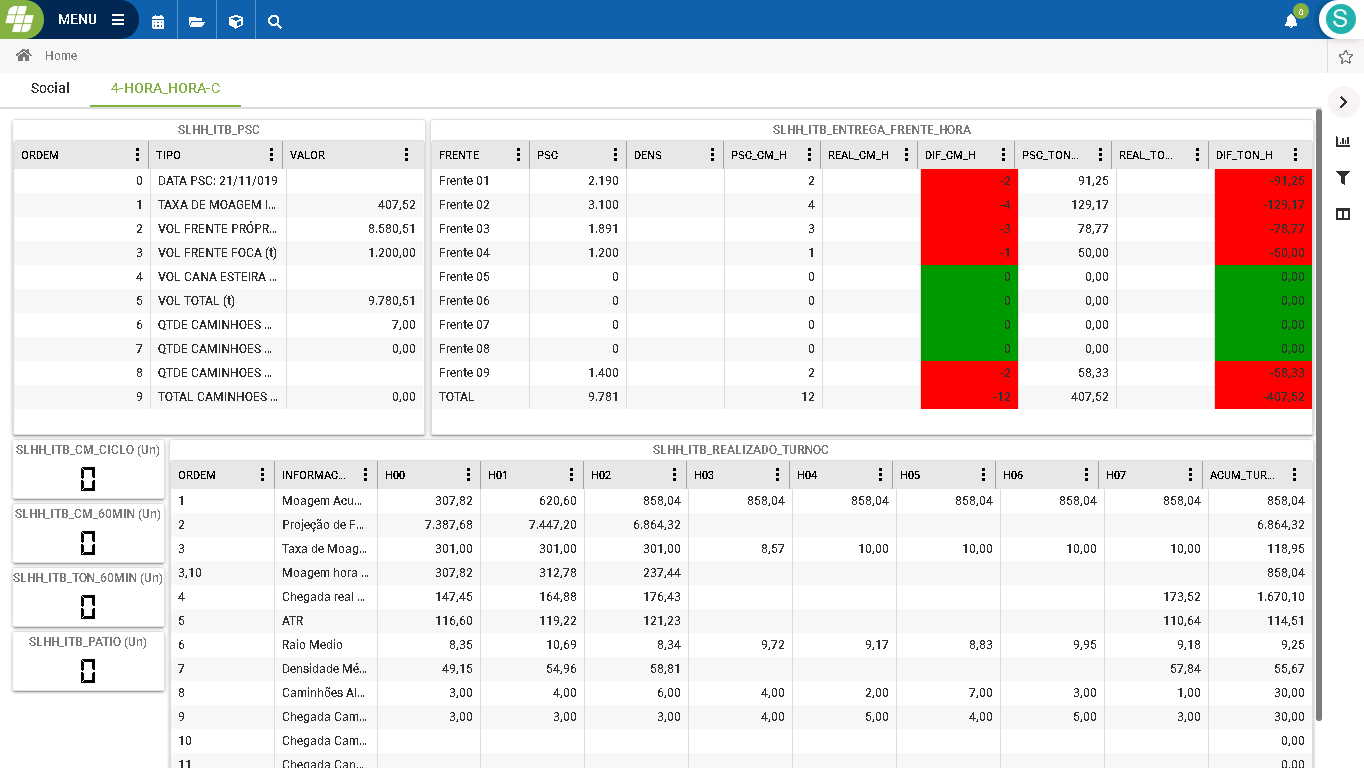 MENU
0
S
Home
Social 4-HORA_HORA-C
SLHH_ITB_PSC
ORDEM TIPO VALOR
0 DATA PSC: 21/11/019
1 TAXA DE MOAGEM I... 407,52
2 VOL FRENTE PRÓPR... 8.580,51
3 VOL FRENTE FOCA (t) 1.200,00
4 VOL CANA ESTEIRA ...
5 VOL TOTAL (t) 9.780,51
6 QTDE CAMINHOES ... 7,00
7 QTDE CAMINHOES ... 0,00
8 QTDE CAMINHOES ...
9 TOTAL CAMINHOES ... 0,00
SLHH_ITB_ENTREGA_FRENTE_HORA
FRENTE PSC DENS PSC_CM_H REAL_CM_H DIF_CM_H PSC_TON... REAL_TO... DIF_TON_H
Frente 01 2.190 2 -2 91,25 -91,25
Frente 02 3.100 4 -4 129,17 -129,17
Frente 03 1.891 3 -3 78,77 -78,77
Frente 04 1.200 1 -1 50,00 -50,00
Frente 05 0 0 0 0,00 0,00
Frente 06 0 0 0 0,00 0,00
Frente 07 0 0 0 0,00 0,00
Frente 08 0 0 0 0,00 0,00
Frente 09 1.400 2 -2 58,33 -58,33
TOTAL 9.781 12 -12 407,52 -407,52
SLHH_ITB_CM_CICLO (Un)
0
SLHH_ITB_CM_60MIN (Un)
0
SLHH_ITB_TON_60MIN (Un)
0
SLHH_ITB_PATIO (Un)
0
SLHH_ITB_REALIZADO_TURNOC
ORDEM INFORMAC... H00 H01 H02 H03 H04 H05 H06 H07 ACUM_TUR...
1 Moagem Acu... 307,82 620,60 858,04 858,04 858,04 858,04 858,04 858,04 858,04
2 Projeção de F... 7.387,68 7.447,20 6.864,32 6.864,32
3 Taxa de Moag... 301,00 301,00 301,00 8,57 10,00 10,00 10,00 10,00 118,95
3,10 Moagem hora ... 307,82 312,78 237,44 858,04
4 Chegada real ... 147,45 164,88 176,43 173,52 1.670,10
5 ATR 116,60 119,22 121,23 110,64 114,51
6 Raio Medio 8,35 10,69 8,34 9,72 9,17 8,83 9,95 9,18 9,25
7 Densidade Mé... 49,15 54,96 58,81 57,84 55,67
8 Caminhões Al... 3,00 4,00 6,00 4,00 2,00 7,00 3,00 1,00 30,00
9 Chegada Cam... 3,00 3,00 3,00 4,00 5,00 4,00 5,00 3,00 30,00
10 Chegada Cam... 0,00
11 Chegada Can... 0,00